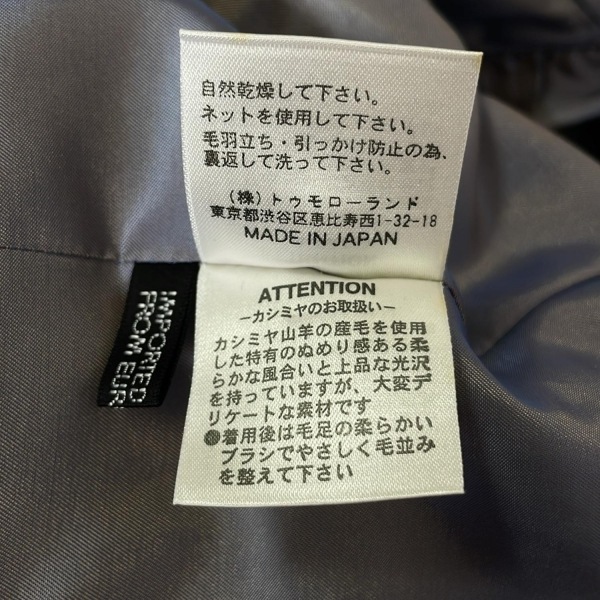 自然乾燥して下さい。
ネットを使用して下さい。
毛羽立ち・引っかけ防止の為、
裏返して洗って下さい。
(株)トゥモローランド
東京都渋谷区恵比寿西1-32-18
MADE IN JAPAN
ATTENTION
－カシミヤのお取扱い－
カシミヤ山羊の産毛を使用
した特有のぬめり感ある柔
らかな風合いと上品な光沢
を持っていますが、大変デ
リケートな素材です
●着用後は毛足の柔らかい
ブラシでやさしく毛並み
を整えて下さい
IMPORTED
FROM EUR